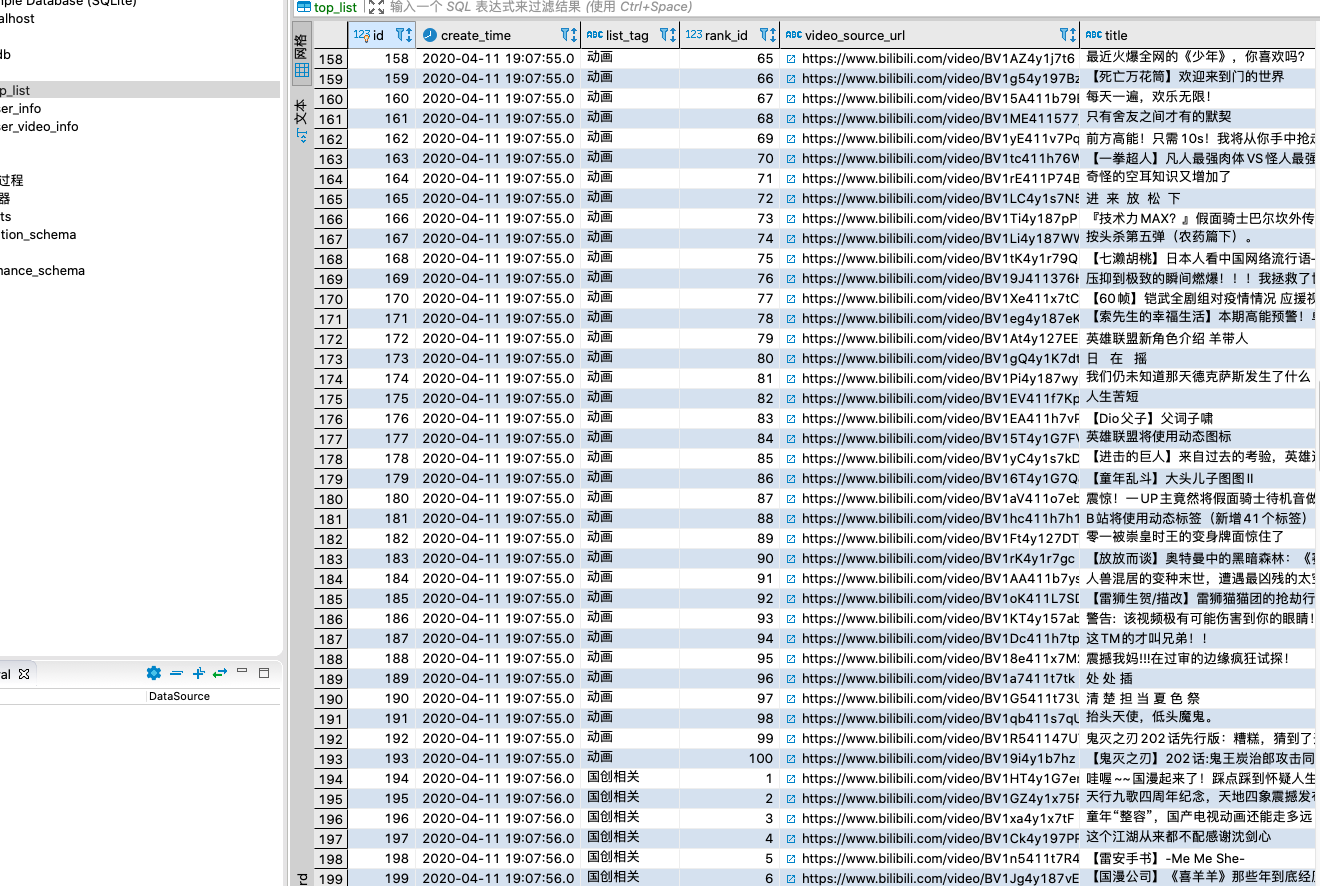 ple Database (SQLite)
alhost
db
p_list
er_info
er_video_info
过程
器
ts
tion_schema
nance_schema
al
DataSource
top_list 输入一个 SQL 表达式来过滤结果 (使用 Ctrl+Space)
网格
文本
rd
123 id create_time ABC list_tag 123 rank_id ABC video_source_url ABC title
158 158 2020-04-11 19:07:55.0 动画 65 https://www.bilibili.com/video/BV1AZ4y1j7t6 最近火爆全网的《少年》，你喜欢吗？
159 159 2020-04-11 19:07:55.0 动画 66 https://www.bilibili.com/video/BV1g54y197Bz 【死亡万花筒】欢迎来到门的世界
160 160 2020-04-11 19:07:55.0 动画 67 https://www.bilibili.com/video/BV15A411b79 每天一遍，欢乐无限！
161 161 2020-04-11 19:07:55.0 动画 68 https://www.bilibili.com/video/BV1ME411577 只有舍友之间才有的默契
162 162 2020-04-11 19:07:55.0 动画 69 https://www.bilibili.com/video/BV1yE411v7Pq 前方高能！只需10s！我将从你手中抢走
163 163 2020-04-11 19:07:55.0 动画 70 https://www.bilibili.com/video/BV1tc411h76W 【一拳超人】凡人最强肉体VS怪人最强
164 164 2020-04-11 19:07:55.0 动画 71 https://www.bilibili.com/video/BV1rE411P74B 奇怪的空耳知识又增加了
165 165 2020-04-11 19:07:55.0 动画 72 https://www.bilibili.com/video/BV1LC4y1s7N5 进 来 放 松 下
166 166 2020-04-11 19:07:55.0 动画 73 https://www.bilibili.com/video/BV1Ti4y187pP 『技术力MAX？』假面骑士巴尔坎外传
167 167 2020-04-11 19:07:55.0 动画 74 https://www.bilibili.com/video/BV1Li4y187WW 按头杀第五弹（农药篇下）。
168 168 2020-04-11 19:07:55.0 动画 75 https://www.bilibili.com/video/BV1tK4y1r79Q 【七濑胡桃】日本人看中国网络流行语-
169 169 2020-04-11 19:07:55.0 动画 76 https://www.bilibili.com/video/BV19J411376 压抑到极致的瞬间燃爆！！！我拯救了
170 170 2020-04-11 19:07:55.0 动画 77 https://www.bilibili.com/video/BV1Xe411x7tC 【60帧】铠武全剧组对疫情情况 应援视
171 171 2020-04-11 19:07:55.0 动画 78 https://www.bilibili.com/video/BV1eg4y187eK 【索先生的幸福生活】本期高能预警！
172 172 2020-04-11 19:07:55.0 动画 79 https://www.bilibili.com/video/BV1At4y127EE 英雄联盟新角色介绍 羊带人
173 173 2020-04-11 19:07:55.0 动画 80 https://www.bilibili.com/video/BV1gQ4y1K7dt 日 在 摇
174 174 2020-04-11 19:07:55.0 动画 81 https://www.bilibili.com/video/BV1Pi4y187wy 我们仍未知道那天德克萨斯发生了什么
175 175 2020-04-11 19:07:55.0 动画 82 https://www.bilibili.com/video/BV1EV411f7Kp 人生苦短
176 176 2020-04-11 19:07:55.0 动画 83 https://www.bilibili.com/video/BV1EA411h7vF 【Dio父子】父词子啸
177 177 2020-04-11 19:07:55.0 动画 84 https://www.bilibili.com/video/BV15T4y1G7FV 英雄联盟将使用动态图标
178 178 2020-04-11 19:07:55.0 动画 85 https://www.bilibili.com/video/BV1yC4y1s7kD 【进击的巨人】来自过去的考验，英雄
179 179 2020-04-11 19:07:55.0 动画 86 https://www.bilibili.com/video/BV16T4y1G7Q 【童年乱斗】大头儿子图图II
180 180 2020-04-11 19:07:55.0 动画 87 https://www.bilibili.com/video/BV1aV411o7eb 震惊！一UP主竟然将假面骑士待机音做
181 181 2020-04-11 19:07:55.0 动画 88 https://www.bilibili.com/video/BV1hc411h7h1 B站将使用动态标签（新增41个标签）
182 182 2020-04-11 19:07:55.0 动画 89 https://www.bilibili.com/video/BV1Ft4y127DT 零一被崇皇时王的变身牌面惊住了
183 183 2020-04-11 19:07:55.0 动画 90 https://www.bilibili.com/video/BV1rK4y1r7gc 【放放而谈】奥特曼中的黑暗森林：《
184 184 2020-04-11 19:07:55.0 动画 91 https://www.bilibili.com/video/BV1AA411b7ys 人兽混居的变种末世，遭遇最凶残的太
185 185 2020-04-11 19:07:55.0 动画 92 https://www.bilibili.com/video/BV1oK411L7SD 【雷狮生贺/描改】雷狮猫猫团的抢劫行
186 186 2020-04-11 19:07:55.0 动画 93 https://www.bilibili.com/video/BV1KT4y157ab 警告：该视频极有可能伤害到你的眼睛！
187 187 2020-04-11 19:07:55.0 动画 94 https://www.bilibili.com/video/BV1Dc411h7tp 这TM的才叫兄弟！！
188 188 2020-04-11 19:07:55.0 动画 95 https://www.bilibili.com/video/BV18e411x7M 震撼我妈!!!在过审的边缘疯狂试探！
189 189 2020-04-11 19:07:55.0 动画 96 https://www.bilibili.com/video/BV1a7411t7tk 处 处 插
190 190 2020-04-11 19:07:55.0 动画 97 https://www.bilibili.com/video/BV1G5411t73U 清 楚 担 当 夏 色 祭
191 191 2020-04-11 19:07:55.0 动画 98 https://www.bilibili.com/video/BV1qb411s7qU 抬头天使，低头魔鬼。
192 192 2020-04-11 19:07:55.0 动画 99 https://www.bilibili.com/video/BV1R541147U 鬼灭之刃202话先行版：糟糕，猜到了
193 193 2020-04-11 19:07:55.0 动画 100 https://www.bilibili.com/video/BV19i4y1b7hz 【鬼灭之刃】202话:鬼王炭治郎攻击同
194 194 2020-04-11 19:07:56.0 国创相关 1 https://www.bilibili.com/video/BV1HT4y1G7er 哇喔~~国漫起来了！踩点踩到怀疑人生
195 195 2020-04-11 19:07:56.0 国创相关 2 https://www.bilibili.com/video/BV1GZ4y1x75F 天行九歌四周年纪念，天地四象震撼发布
196 196 2020-04-11 19:07:56.0 国创相关 3 https://www.bilibili.com/video/BV1xa4y1x7tF 童年“整容”，国产电视动画还能走多远
197 197 2020-04-11 19:07:56.0 国创相关 4 https://www.bilibili.com/video/BV1Ck4y197PF 这个江湖从来都不配感谢沈剑心
198 198 2020-04-11 19:07:56.0 国创相关 5 https://www.bilibili.com/video/BV1n5411t7R4 【雷安手书】-Me Me She-
199 199 2020-04-11 19:07:56.0 国创相关 6 https://www.bilibili.com/video/BV1Jg4y187vE 【国漫公司】《喜羊羊》那些年到底经